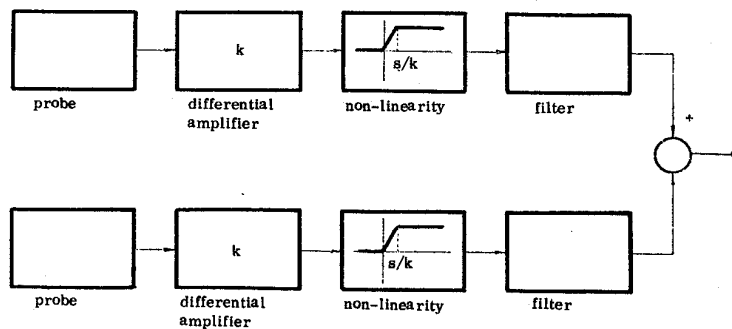 k
s/k
probe
differential
amplifier
non-linearity
filter
+
k
s/k
probe
differential
amplifier
non-linearity
filter